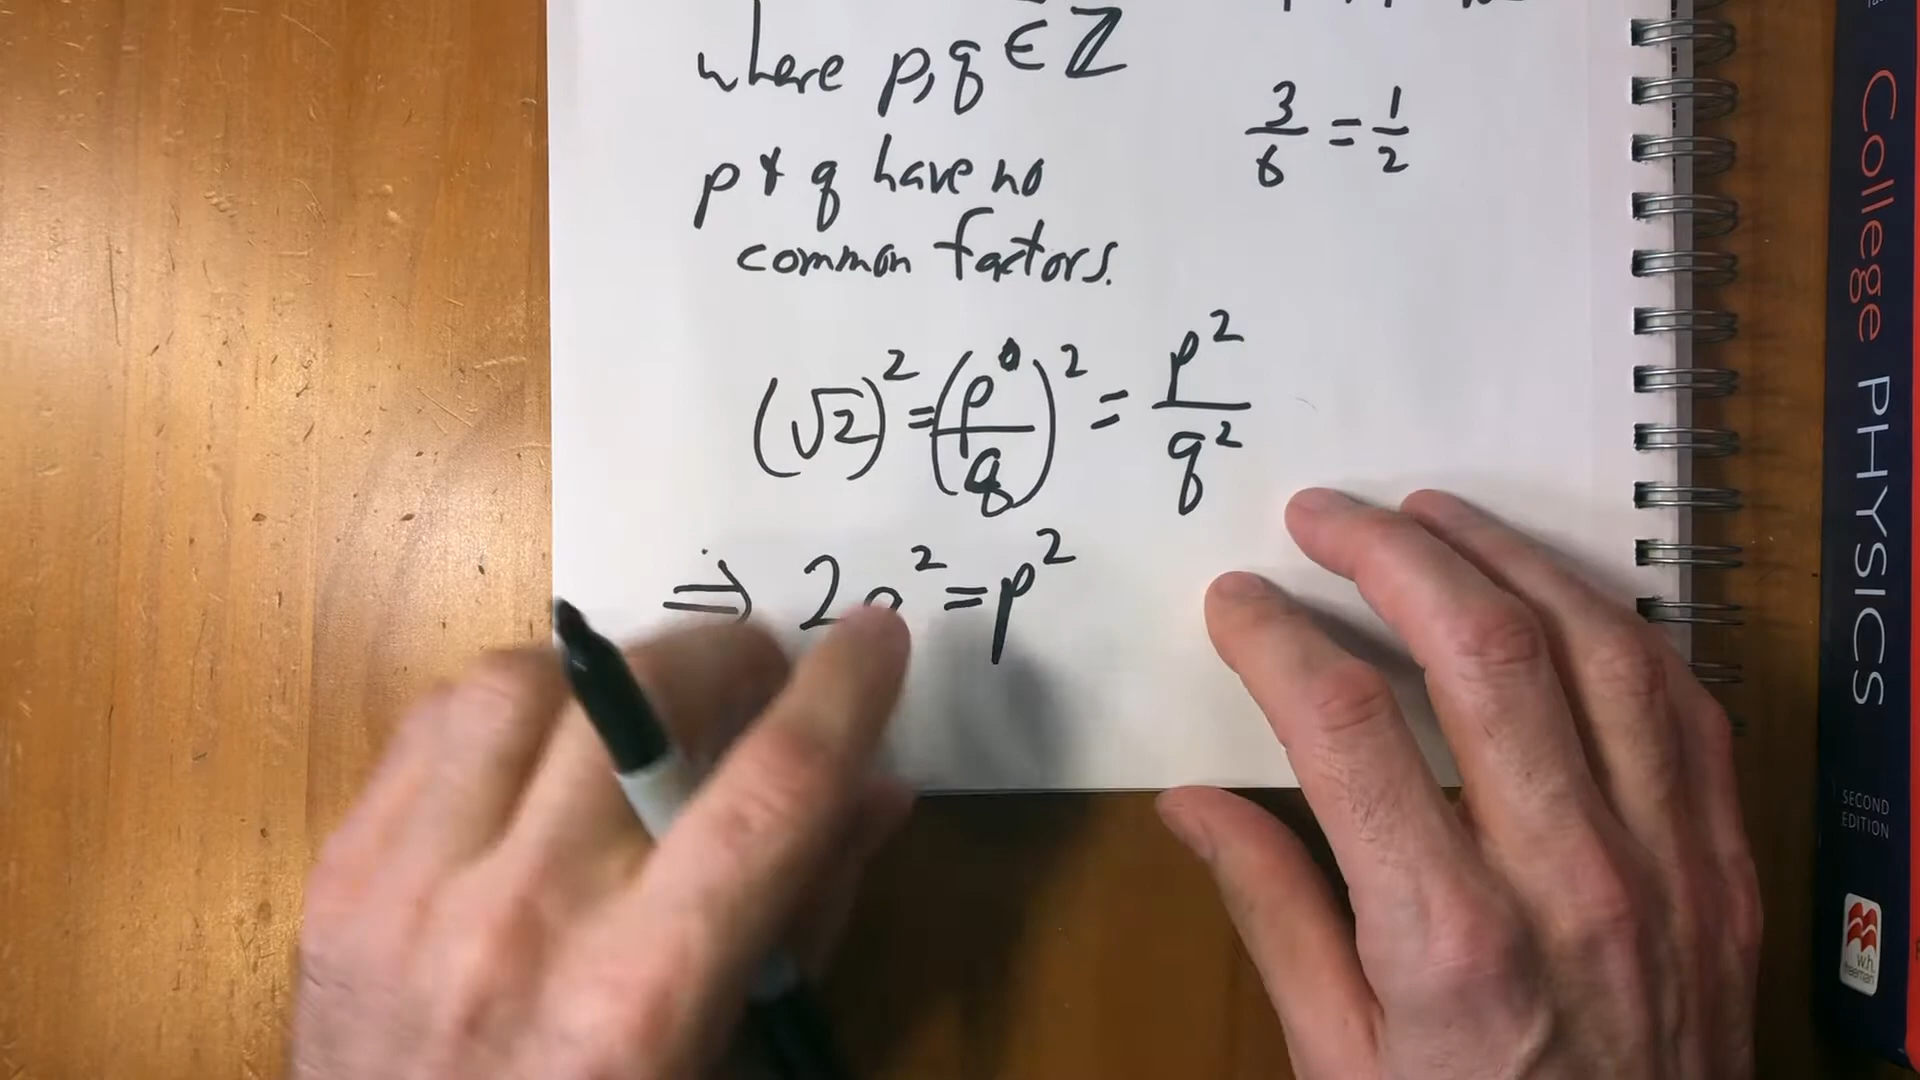 where p,q ∈ ℤ
3/6 = 1/2
p & q have no
common factors.
(√2)² = (p/q)² = p²/q²
⇒ 2q² = p²
College PHYSICS
SECOND
EDITION
w.h.
freeman